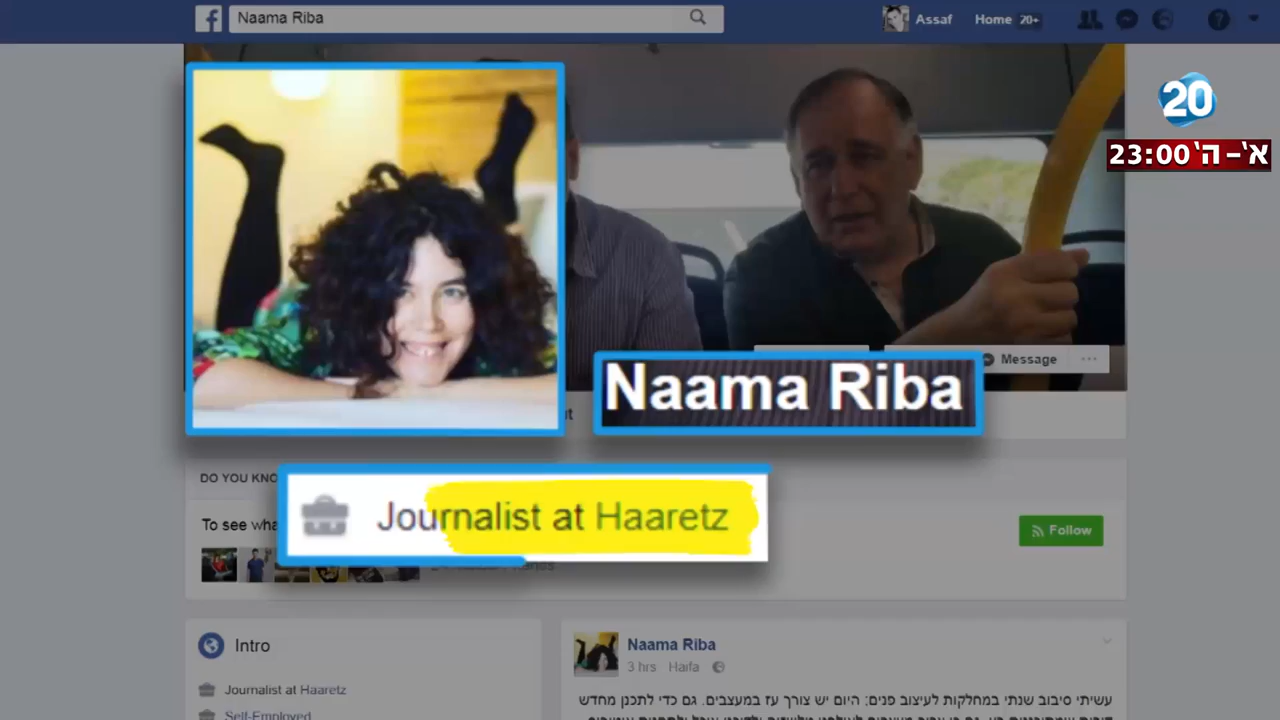 Naama Riba
Assaf
Home 20+
20
א'-ה' 23:00
Message
Naama Riba
DO YOU
Journalist at Haaretz
To see
Follow
Intro
Naama Riba
3 hrs Haifa
Journalist at Haaretz
Self-Employed
עשיתי סיבוב שנתי במחלקות לעיצוב פנים; היום יש צורך עז במעצבים. גם כדי לתכנן מחדש